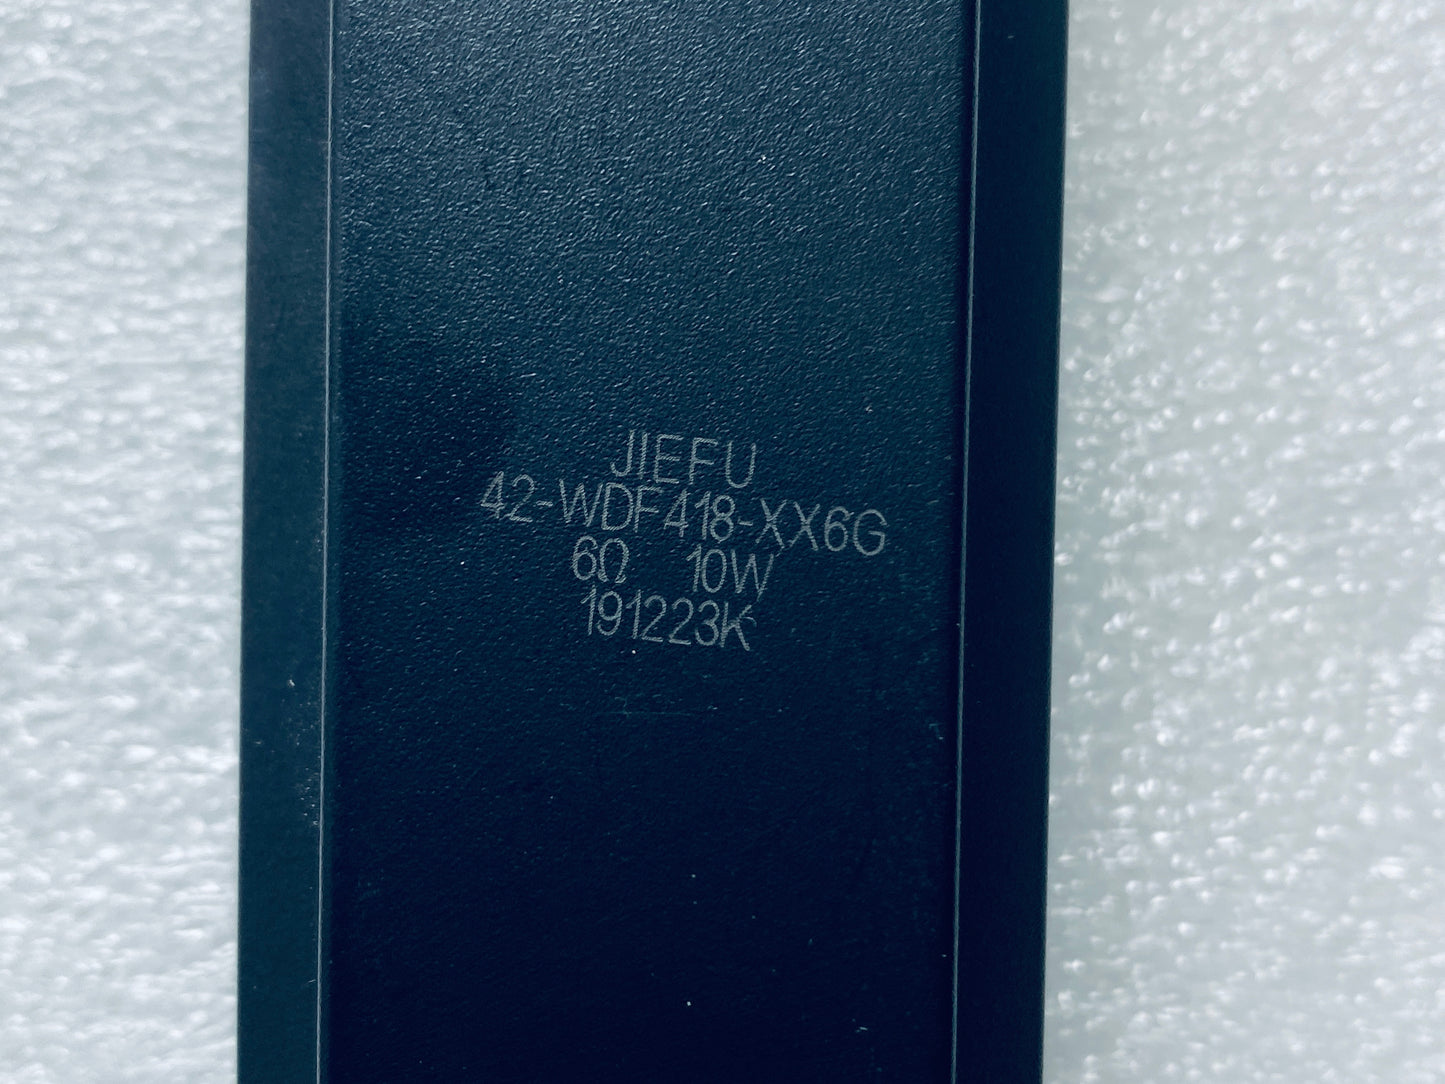 JIEFU
42-WDF418-XX6G
6Ω 10W
191223K